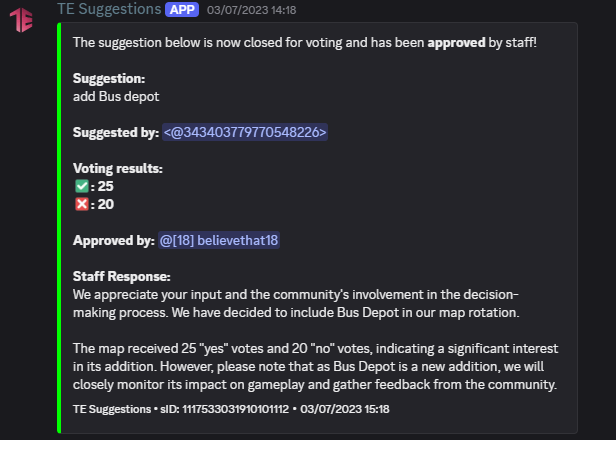 TE
TE Suggestions APP 03/07/2023 14:18
The suggestion below is now closed for voting and has been approved by staff!
Suggestion:
add Bus depot
Suggested by: <@343403779770548226>
Voting results:
✅: 25
❌: 20
Approved by: @[18] believethat18
Staff Response:
We appreciate your input and the community's involvement in the decision-
making process. We have decided to include Bus Depot in our map rotation.
The map received 25 "yes" votes and 20 "no" votes, indicating a significant interest
in its addition. However, please note that as Bus Depot is a new addition, we will
closely monitor its impact on gameplay and gather feedback from the community.
TE Suggestions • sID: 1117533031910101112 • 03/07/2023 15:18